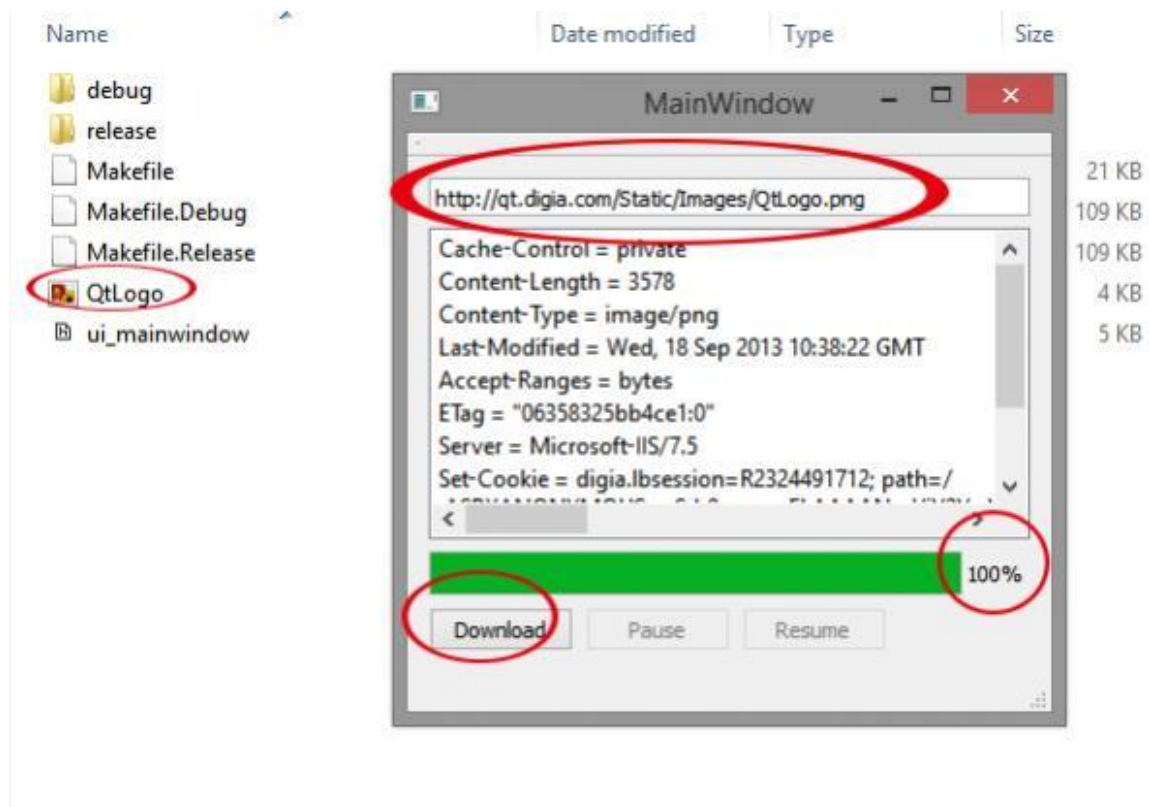 Name Date modified Type Size
debug
release
Makefile 21 KB
Makefile.Debug 109 KB
Makefile.Release 109 KB
QtLogo 4 KB
ui_mainwindow 5 KB
MainWindow
http://qt.digia.com/Static/Images/QtLogo.png
Cache-Control = private
Content-Length = 3578
Content-Type = image/png
Last-Modified = Wed, 18 Sep 2013 10:38:22 GMT
Accept-Ranges = bytes
ETag = "06358325bb4ce1:0"
Server = Microsoft-IIS/7.5
Set-Cookie = digia.lbsession=R2324491712; path=/
100%
Download Pause Resume